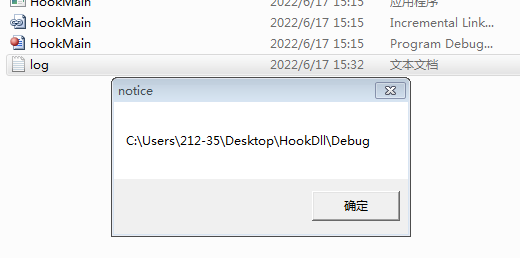 HookMain 2022/6/17 15:15 应用程序
HookMain 2022/6/17 15:15 Incremental Link...
HookMain 2022/6/17 15:15 Program Debug...
log 2022/6/17 15:32 文本文档
notice
C:\Users\212-35\Desktop\HookDll\Debug
确定